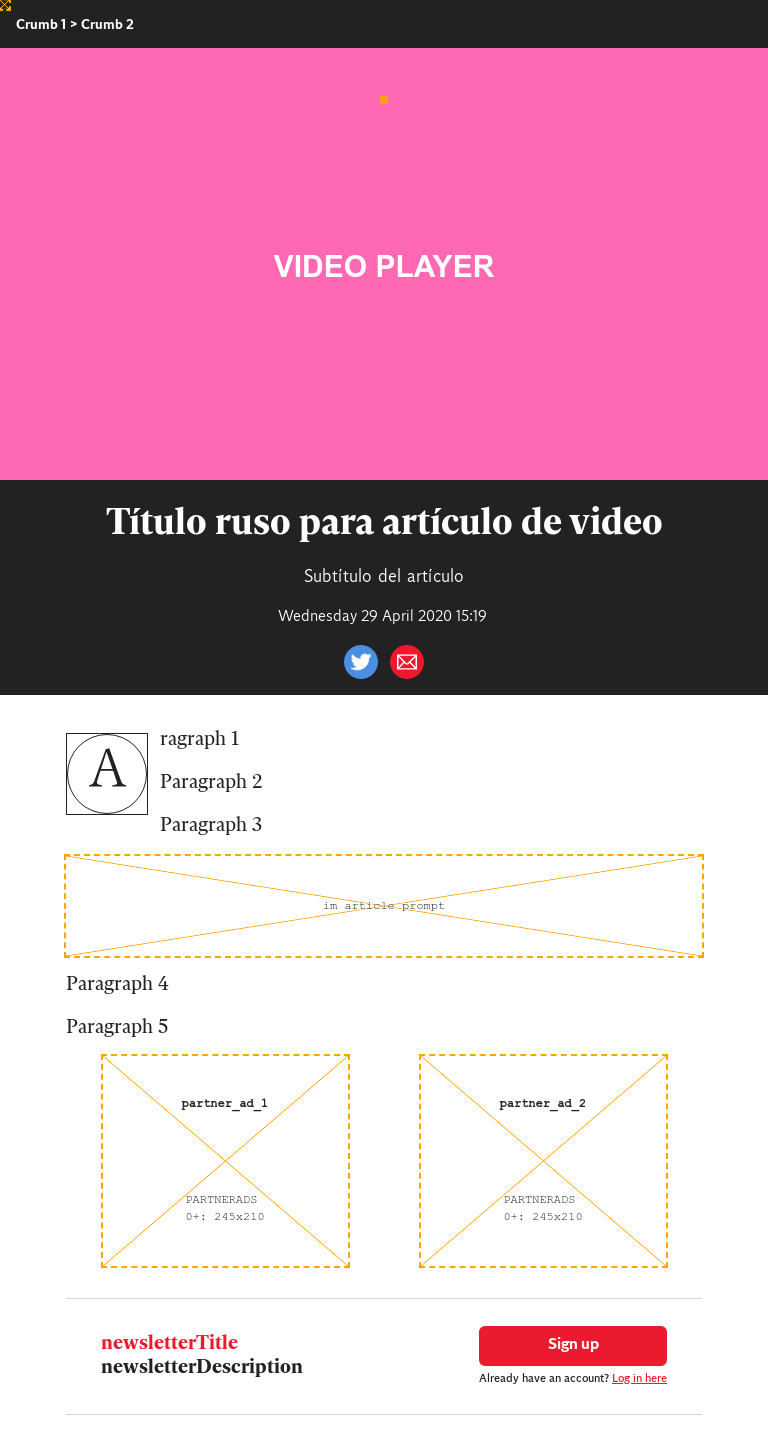 Crumb 1 > Crumb 2
VIDEO PLAYER
Título ruso para artículo de video
Subtítulo del artículo
Wednesday 29 April 2020 15:19
A
ragraph 1
Paragraph 2
Paragraph 3
im article prompt
Paragraph 4
Paragraph 5
partner_ad_1
PARTNERADS
0+: 245x210
partner_ad_2
PARTNERADS
0+: 245x210
newsletterTitle
newsletterDescription
Sign up
Already have an account? Log in here